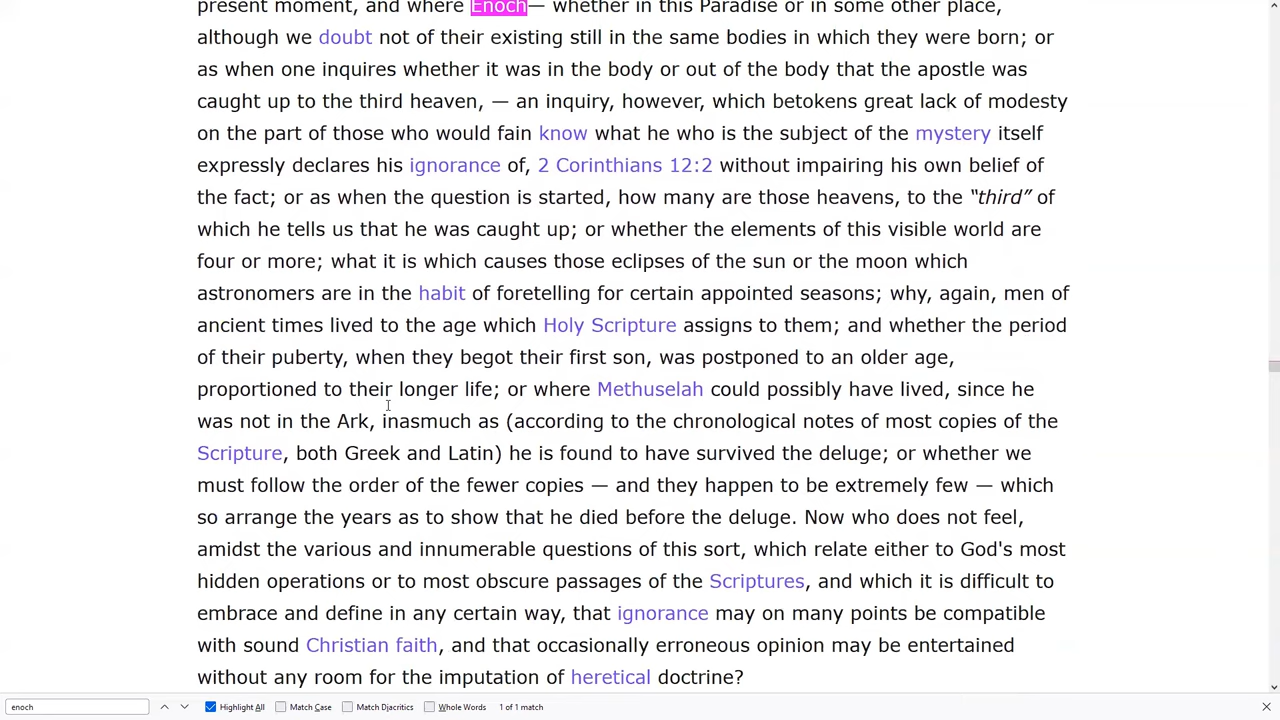 present moment, and where Enoch— whether in this Paradise or in some other place,
although we doubt not of their existing still in the same bodies in which they were born; or
as when one inquires whether it was in the body or out of the body that the apostle was
caught up to the third heaven, — an inquiry, however, which betokens great lack of modesty
on the part of those who would fain know what he who is the subject of the mystery itself
expressly declares his ignorance of, 2 Corinthians 12:2 without impairing his own belief of
the fact; or as when the question is started, how many are those heavens, to the “third” of
which he tells us that he was caught up; or whether the elements of this visible world are
four or more; what it is which causes those eclipses of the sun or the moon which
astronomers are in the habit of foretelling for certain appointed seasons; why, again, men of
ancient times lived to the age which Holy Scripture assigns to them; and whether the period
of their puberty, when they begot their first son, was postponed to an older age,
proportioned to their longer life; or where Methuselah could possibly have lived, since he
was not in the Ark, inasmuch as (according to the chronological notes of most copies of the
Scripture, both Greek and Latin) he is found to have survived the deluge; or whether we
must follow the order of the fewer copies — and they happen to be extremely few — which
so arrange the years as to show that he died before the deluge. Now who does not feel,
amidst the various and innumerable questions of this sort, which relate either to God's most
hidden operations or to most obscure passages of the Scriptures, and which it is difficult to
embrace and define in any certain way, that ignorance may on many points be compatible
with sound Christian faith, and that occasionally erroneous opinion may be entertained
without any room for the imputation of heretical doctrine?
enoch Highlight All Match Case Match Diacritics Whole Words 1 of 1 match